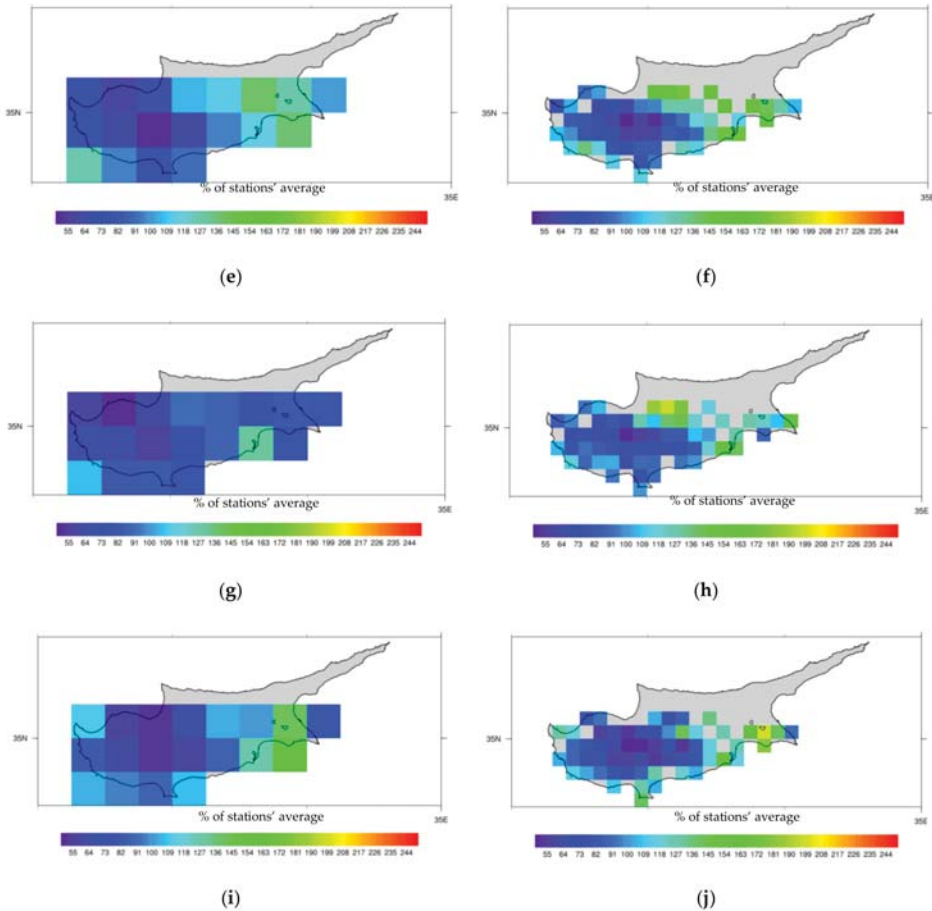 35N
35N
% of stations' average
% of stations' average
35E
35E
55 64 73 82 91 100 109 118 127 136 145 154 163 172 181 190 199 208 217 226 235 244
55 64 73 82 91 100 109 118 127 136 145 154 163 172 181 190 199 208 217 226 235 244
(e)
(f)
35N
35N
% of stations' average
% of stations' average
35E
35E
55 64 73 82 91 100 109 118 127 136 145 154 163 172 181 190 199 208 217 226 235 244
55 64 73 82 91 100 109 118 127 136 145 154 163 172 181 190 199 208 217 226 235 244
(g)
(h)
35N
35N
% of stations' average
% of stations' average
35E
35E
55 64 73 82 91 100 109 118 127 136 145 154 163 172 181 190 199 208 217 226 235 244
55 64 73 82 91 100 109 118 127 136 145 154 163 172 181 190 199 208 217 226 235 244
(i)
(j)